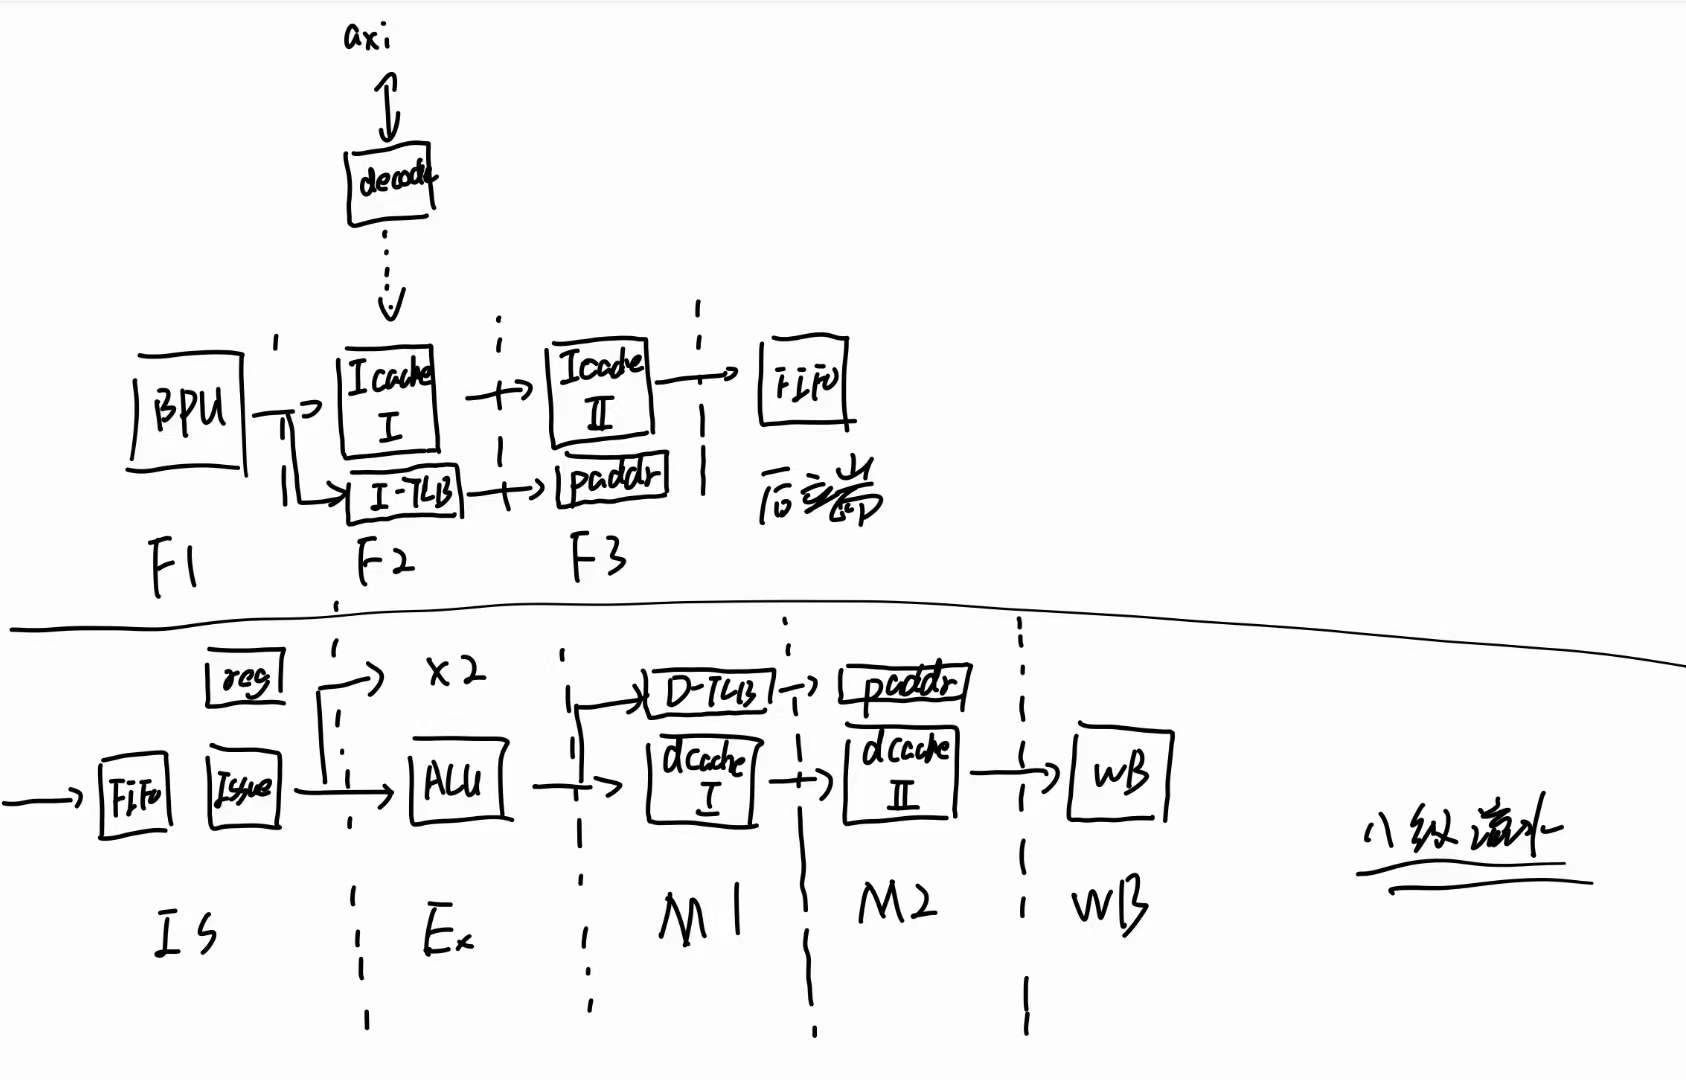 axi
decode
BPU
Icache
I
I-TLB
Icache
II
paddr
FiFO
后端
F1
F2
F3
reg
x2
FiFo
Issue
ALU
D-TLB
dcache
I
paddr
dcache
II
WB
八级流水
IS
Ex
M1
M2
WB